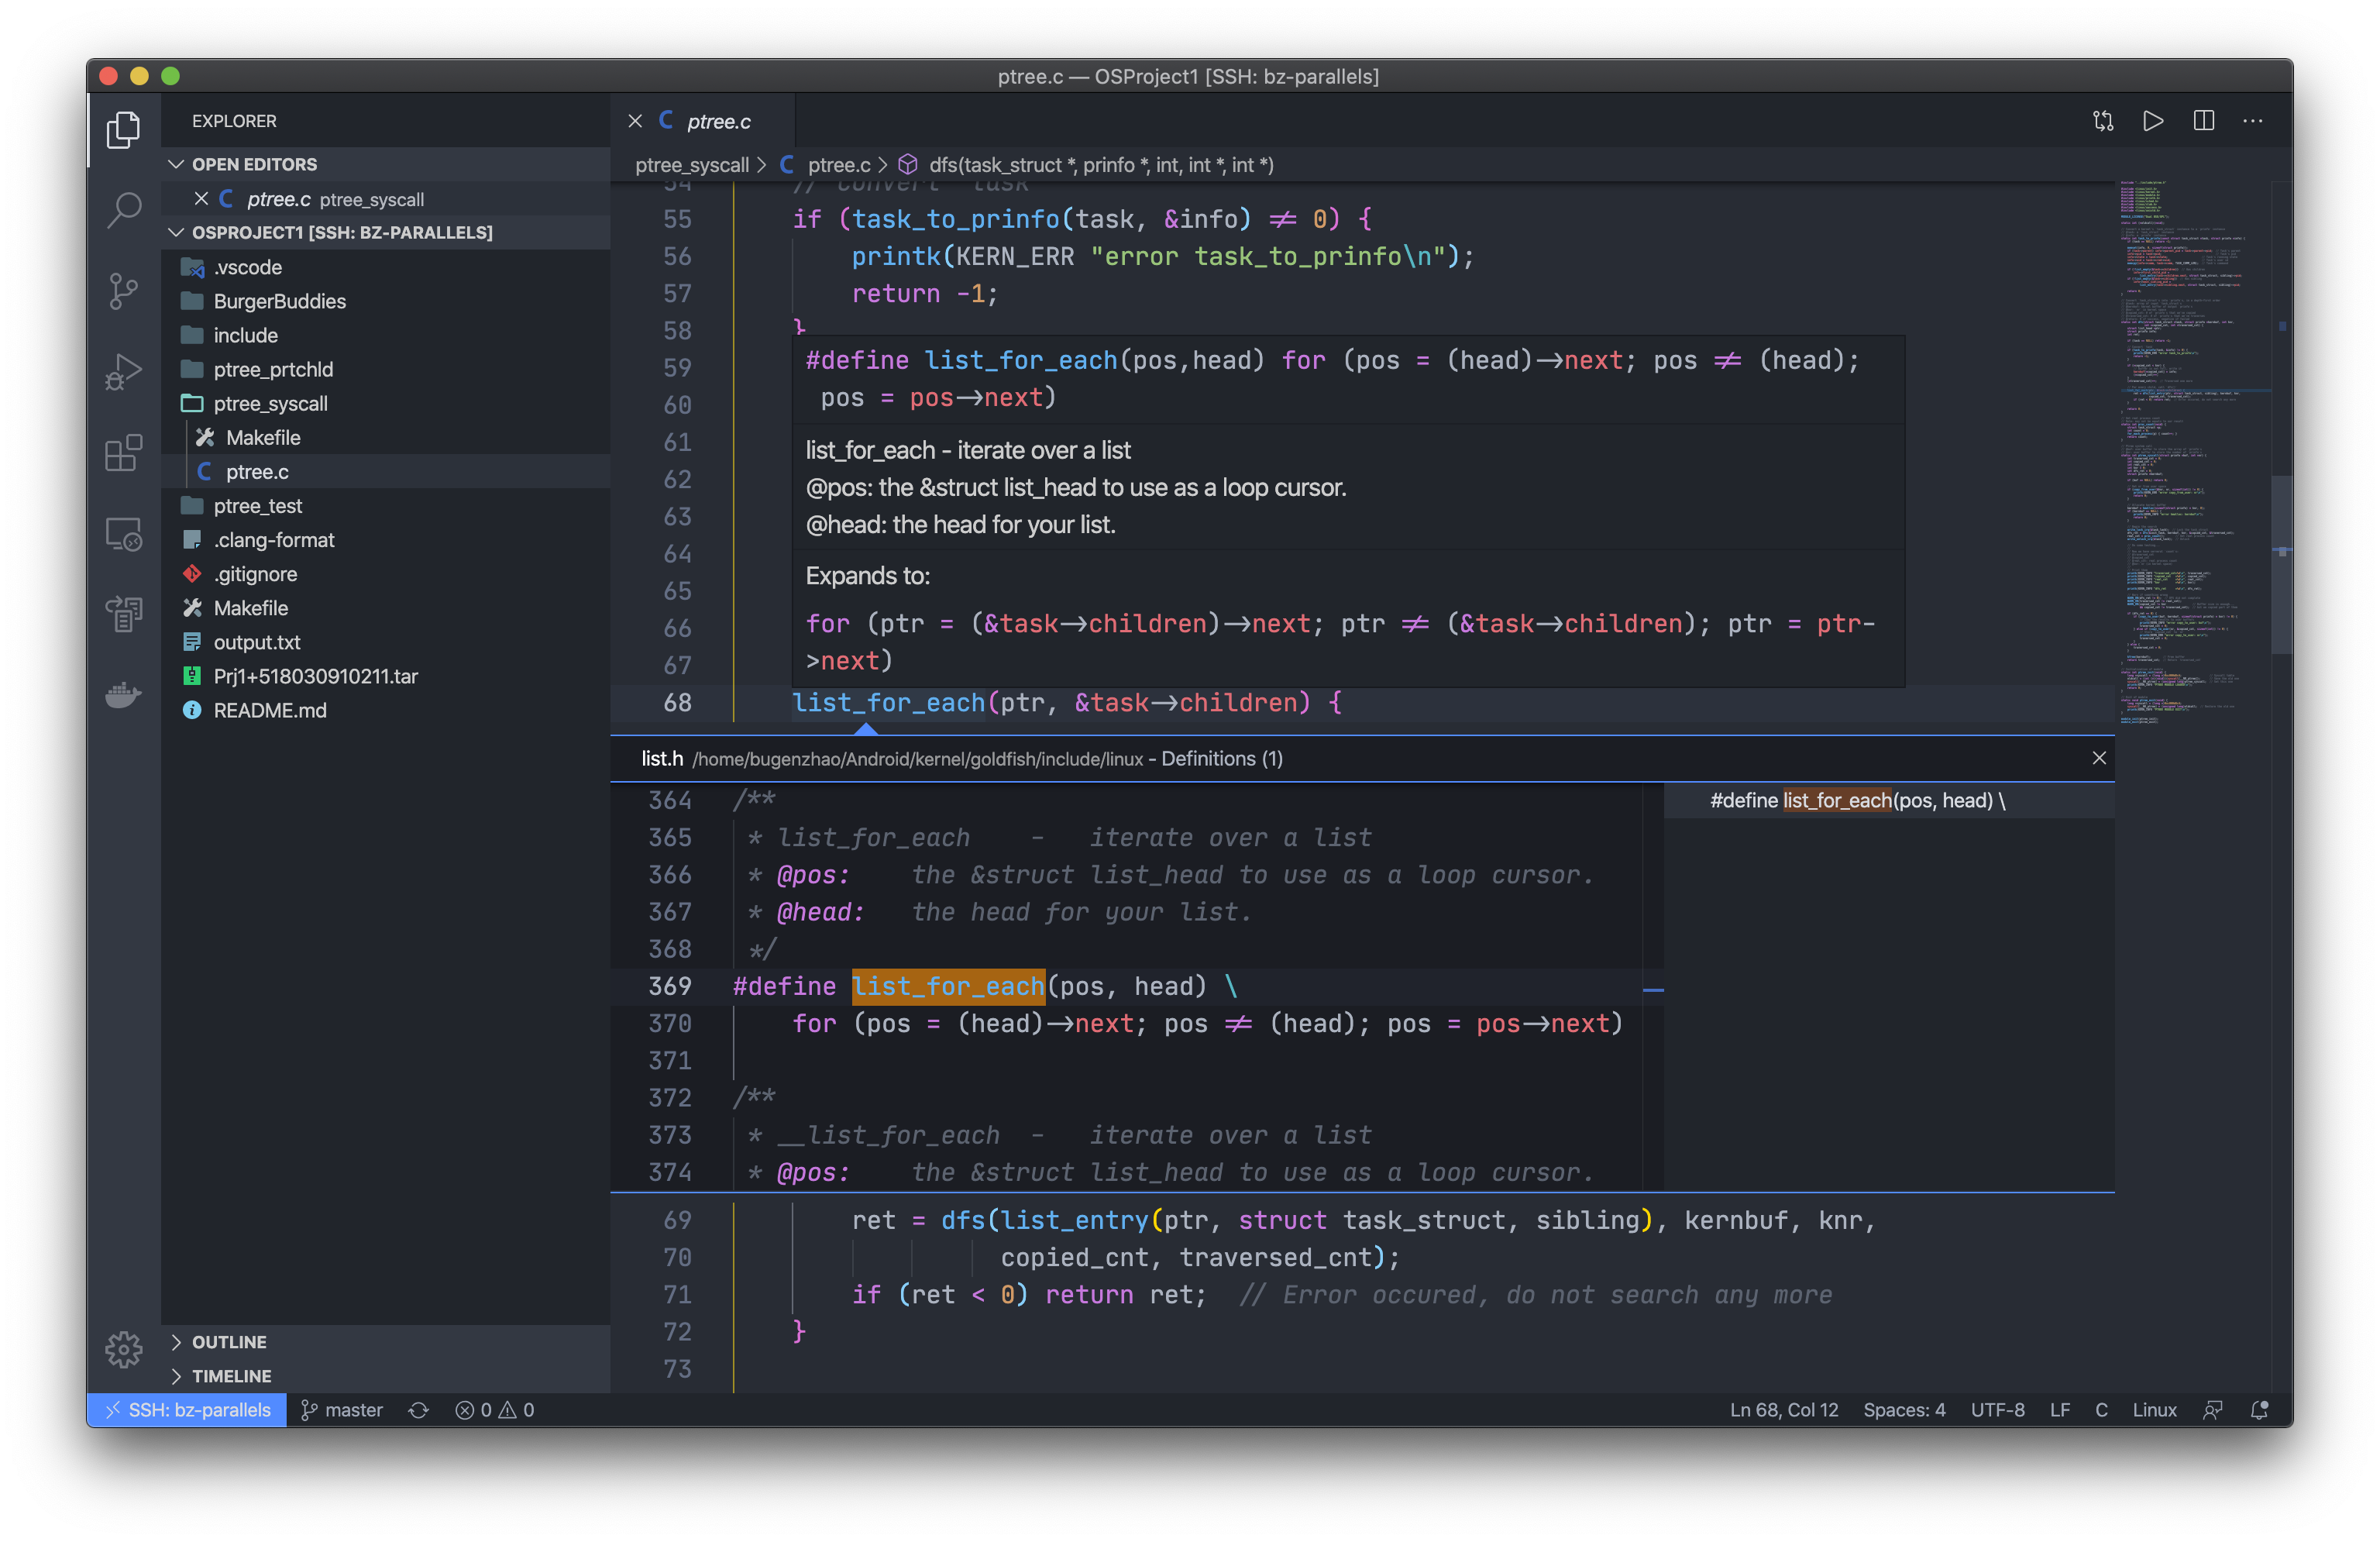 ptree.c — OSProject1 [SSH: bz-parallels]
EXPLORER
OPEN EDITORS
ptree.c ptree_syscall
OSPROJECT1 [SSH: BZ-PARALLELS]
.vscode
BurgerBuddies
include
ptree_prtchld
ptree_syscall
Makefile
ptree.c
ptree_test
.clang-format
.gitignore
Makefile
output.txt
Prj1+518030910211.tar
README.md
OUTLINE
TIMELINE
ptree.c
ptree_syscall > ptree.c > dfs(task_struct *, prinfo *, int, int *, int *)
54 // convert task
55 if (task_to_prinfo(task, &info) != 0) {
56 printk(KERN_ERR "error task_to_prinfo\n");
57 return -1;
58 }
59
60
61
62
63
64
65
66
67
#define list_for_each(pos,head) for (pos = (head)->next; pos != (head);
pos = pos->next)
list_for_each - iterate over a list
@pos: the &struct list_head to use as a loop cursor.
@head: the head for your list.
Expands to:
for (ptr = (&task->children)->next; ptr != (&task->children); ptr = ptr-
>next)
68 list_for_each(ptr, &task->children) {
list.h /home/bugenzhao/Android/kernel/goldfish/include/linux - Definitions (1)
364 /**
365 * list_for_each - iterate over a list
366 * @pos: the &struct list_head to use as a loop cursor.
367 * @head: the head for your list.
368 */
369 #define list_for_each(pos, head) \
370 for (pos = (head)->next; pos != (head); pos = pos->next)
371
372 /**
373 * __list_for_each - iterate over a list
374 * @pos: the &struct list_head to use as a loop cursor.
#define list_for_each(pos, head) \
69 ret = dfs(list_entry(ptr, struct task_struct, sibling), kernbuf, knr,
70 copied_cnt, traversed_cnt);
71 if (ret < 0) return ret; // Error occured, do not search any more
72 }
73
SSH: bz-parallels master 0 0 Ln 68, Col 12 Spaces: 4 UTF-8 LF C Linux